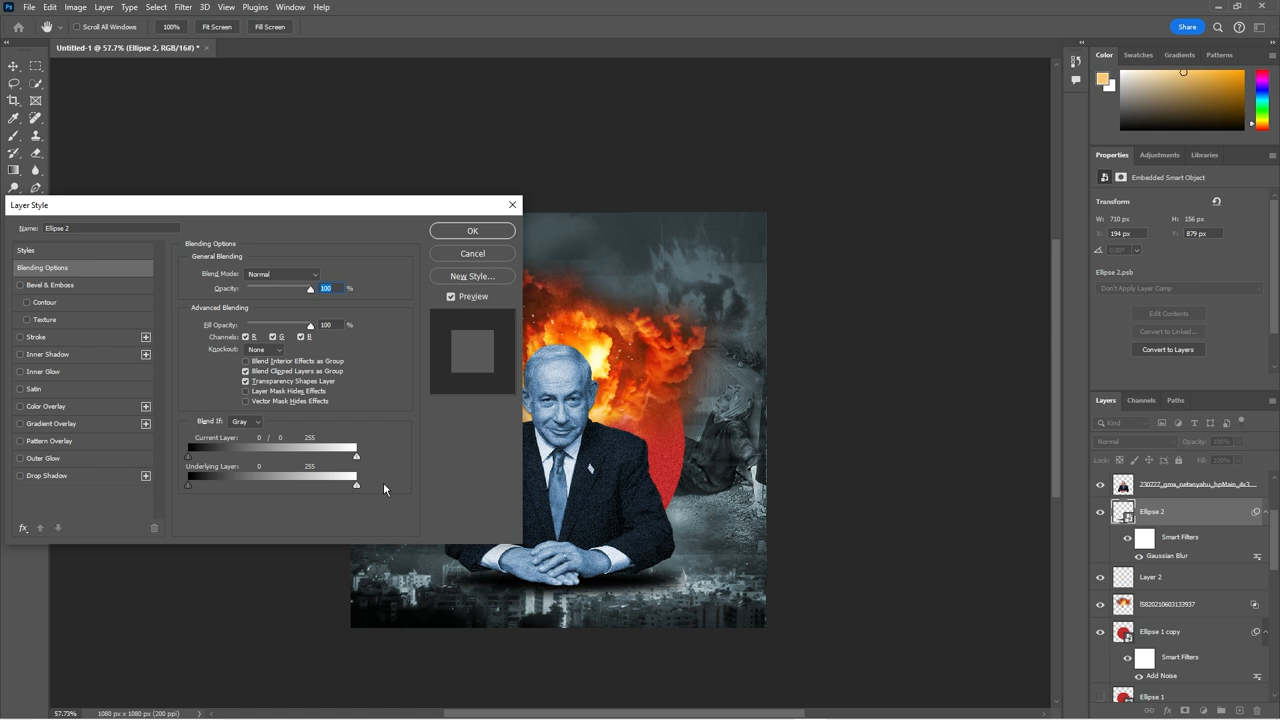 Ps File Edit Image Layer Type Select Filter 3D View Plugins Window Help
Scroll All Windows 100% Fit Screen Fill Screen Share
Untitled-1 @ 57.7% (Ellipse 2, RGB/16#) * ×
Color Swatches Gradients Patterns
Properties Adjustments Libraries
Embedded Smart Object
Transform
W: 710 px H: 156 px
X: 194 px Y: 879 px
0.00°
Ellipse 2.psb
Don't Apply Layer Comp
Edit Contents
Convert to Linked...
Convert to Layers
Layer Style
Name: Ellipse 2
Styles
Blending Options
Bevel & Emboss
Contour
Texture
Stroke
Inner Shadow
Inner Glow
Satin
Color Overlay
Gradient Overlay
Pattern Overlay
Outer Glow
Drop Shadow
fx
Blending Options
General Blending
Blend Mode: Normal
Opacity: 100 %
Advanced Blending
Fill Opacity: 100 %
Channels: R G B
Knockout: None
Blend Interior Effects as Group
Blend Clipped Layers as Group
Transparency Shapes Layer
Layer Mask Hides Effects
Vector Mask Hides Effects
Blend If: Gray
Current Layer: 0 / 0 255
Underlying Layer: 0 255
OK
Cancel
New Style...
Preview
Layers Channels Paths
Kind
Normal Opacity: 100%
Lock: Fill: 100%
230727_gma_netanyahu_hpMain_4x3...
Ellipse 2
Smart Filters
Gaussian Blur
Layer 2
15820210603133937
Ellipse 1 copy
Smart Filters
Add Noise
Ellipse 1
fx
57.73% 1080 px x 1080 px (200 ppi)